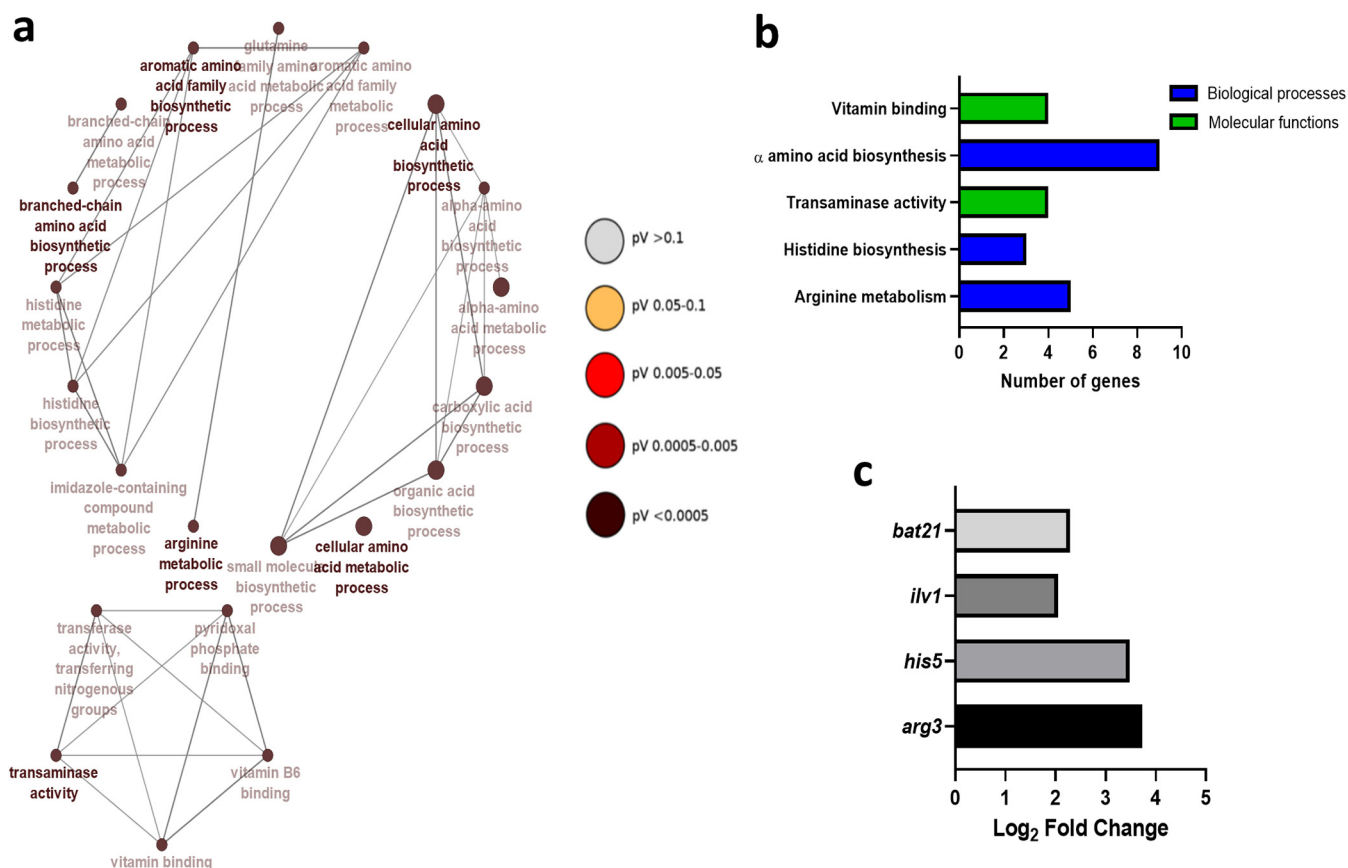 a
glutamine
family amino
acid metabolic
process
aromatic amino
acid family
biosynthetic
process
aromatic amino
acid family
metabolic
process
branched-chain
amino acid
metabolic
process
cellular amino
acid
biosynthetic
process
branched-chain
amino acid
biosynthetic
process
alpha-amino
acid
biosynthetic
process
histidine
metabolic
process
alpha-amino
acid metabolic
process
histidine
biosynthetic
process
carboxylic acid
biosynthetic
process
imidazole-containing
compound
metabolic
process
organic acid
biosynthetic
process
arginine
metabolic
process
small molecule
biosynthetic
process
cellular amino
acid metabolic
process
transferase
activity,
transferring
nitrogenous
groups
pyridoxal
phosphate
binding
transaminase
activity
vitamin B6
binding
vitamin binding
pV >0.1
pV 0.05-0.1
pV 0.005-0.05
pV 0.0005-0.005
pV <0.0005
b
Biological processes
Molecular functions
Vitamin binding
α amino acid biosynthesis
Transaminase activity
Histidine biosynthesis
Arginine metabolism
0 2 4 6 8 10
Number of genes
c
bat21
ilv1
his5
arg3
0 1 2 3 4 5
Log2 Fold Change